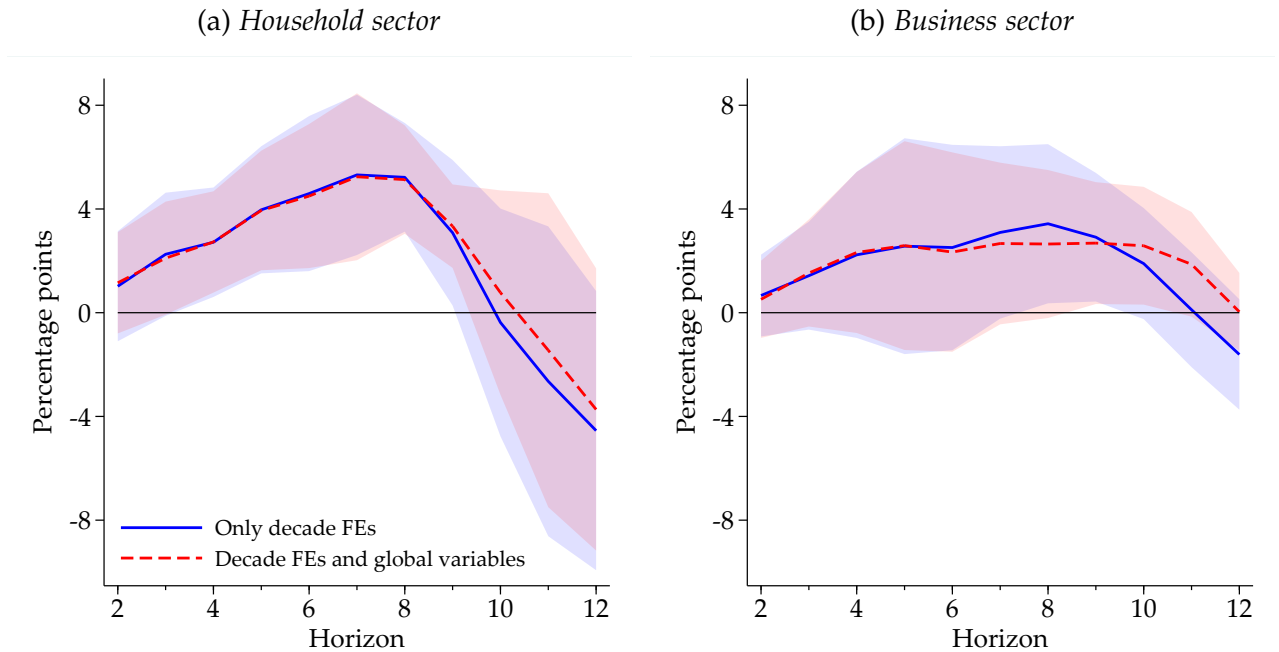 (a) Household sector
Percentage points
8
4
0
-4
-8
Only decade FEs
Decade FEs and global variables
2 4 6 8 10 12
Horizon
(b) Business sector
Percentage points
8
4
0
-4
-8
2 4 6 8 10 12
Horizon